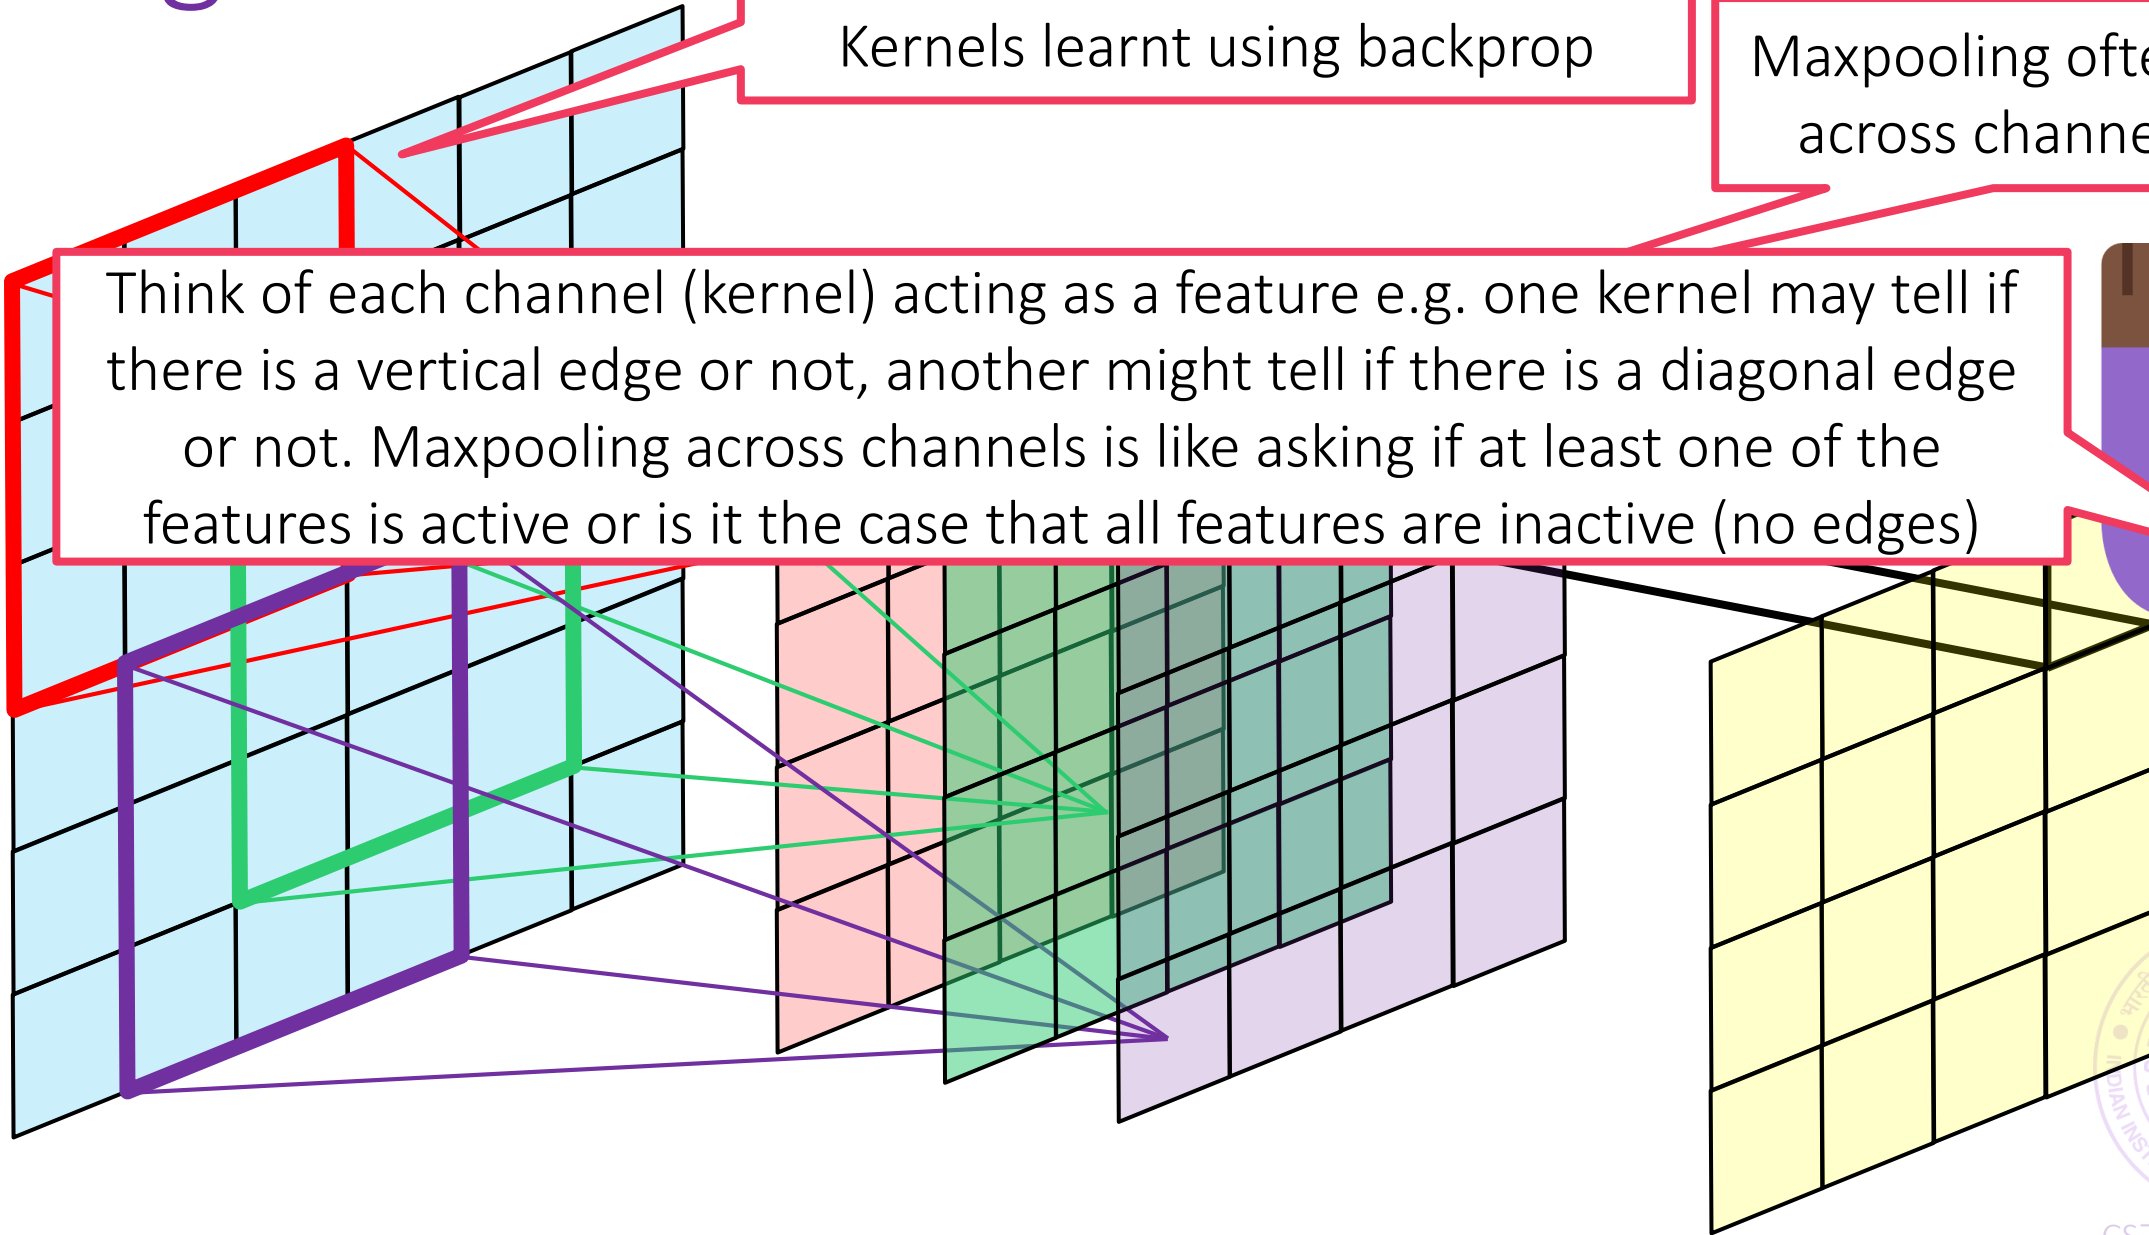 Kernels learnt using backprop
Maxpooling
across
Think of each channel (kernel) acting as a feature e.g. one kernel may tell if
there is a vertical edge or not, another might tell if there is a diagonal edge
or not. Maxpooling across channels is like asking if at least one of the
features is active or is it the case that all features are inactive (no edges)